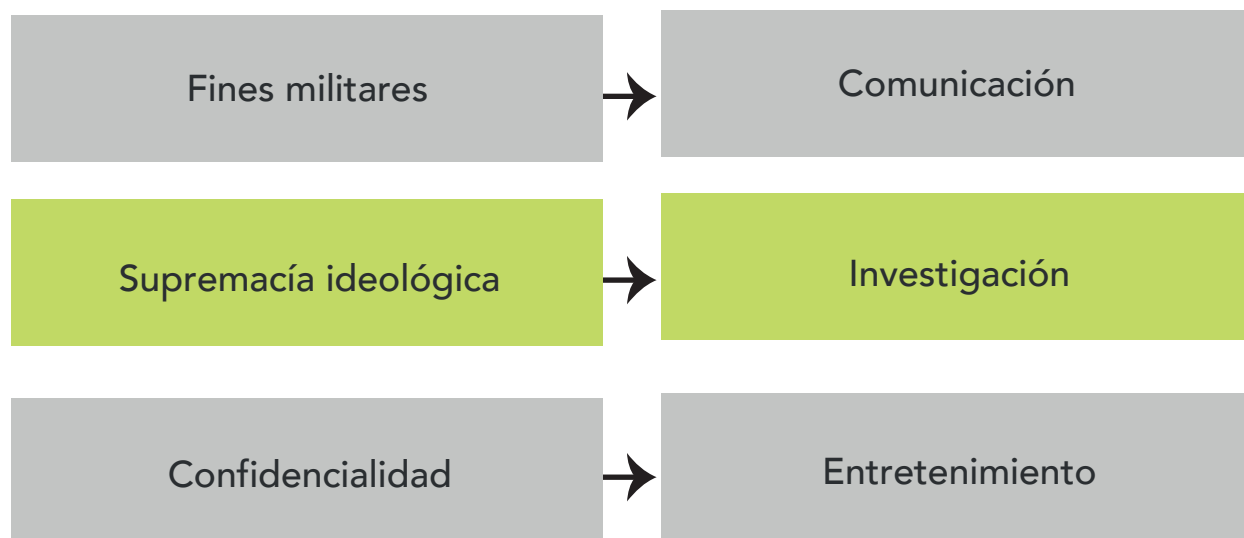 Fines militares
Comunicación
Supremacía ideológica
Investigación
Confidencialidad
Entretenimiento